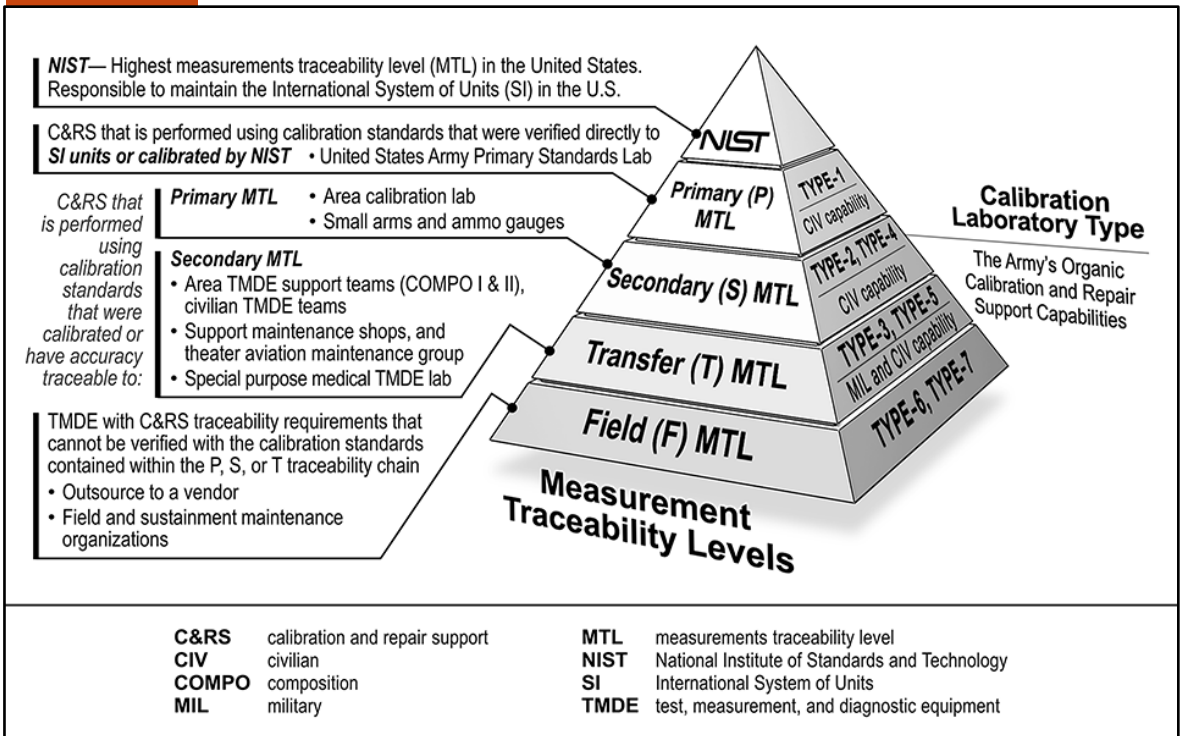 NIST— Highest measurements traceability level (MTL) in the United States.
Responsible to maintain the International System of Units (SI) in the U.S.
C&RS that is performed using calibration standards that were verified directly to
SI units or calibrated by NIST • United States Army Primary Standards Lab
C&RS that
is performed
using
calibration
standards
that were
calibrated or
have accuracy
traceable to:
Primary MTL • Area calibration lab
• Small arms and ammo gauges
Secondary MTL
• Area TMDE support teams (COMPO I & II),
civilian TMDE teams
• Support maintenance shops, and
theater aviation maintenance group
• Special purpose medical TMDE lab
TMDE with C&RS traceability requirements that
cannot be verified with the calibration standards
contained within the P, S, or T traceability chain
• Outsource to a vendor
• Field and sustainment maintenance
organizations
NIST
Primary (P)
MTL
Secondary (S) MTL
Transfer (T) MTL
Field (F) MTL
TYPE-1
CIV capability
TYPE-2, TYPE-4
CIV capability
TYPE-3, TYPE-5
MIL and CIV capability
TYPE-6, TYPE-7
Measurement
Traceability Levels
Calibration
Laboratory Type
The Army's Organic
Calibration and Repair
Support Capabilities
C&RS calibration and repair support
CIV civilian
COMPO composition
MIL military
MTL measurements traceability level
NIST National Institute of Standards and Technology
SI International System of Units
TMDE test, measurement, and diagnostic equipment